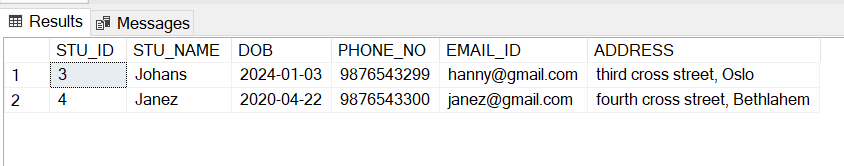 Results Messages
STU_ID STU_NAME DOB PHONE_NO EMAIL_ID ADDRESS
1 3 Johans 2024-01-03 9876543299 hanny@gmail.com third cross street, Oslo
2 4 Janez 2020-04-22 9876543300 janez@gmail.com fourth cross street, Bethlahem